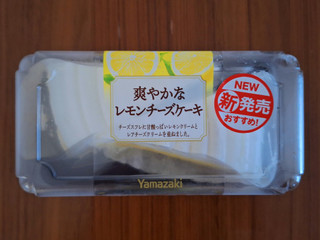 爽やかな
レモンチーズケーキ
チーズスフレに甘酸っぱいレモンクリームと
レアチーズクリームを重ねました。
NEW
新発売
おすすめ!
Yamazaki